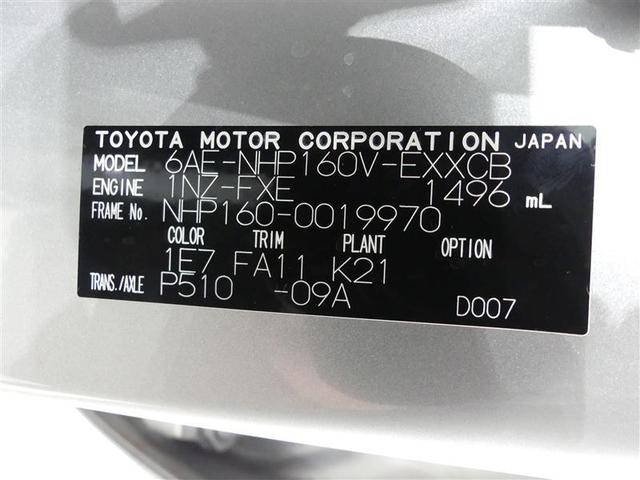 TOYOTA MOTOR CORPORATION JAPAN
MODEL 6AE-NHP160V-EXXCB
ENGINE 1NZ-FXE 1496 mL
FRAME No. NHP160-0019970
COLOR TRIM PLANT OPTION
1E7 FA11 K21
TRANS./AXLE P510 -09A
D007